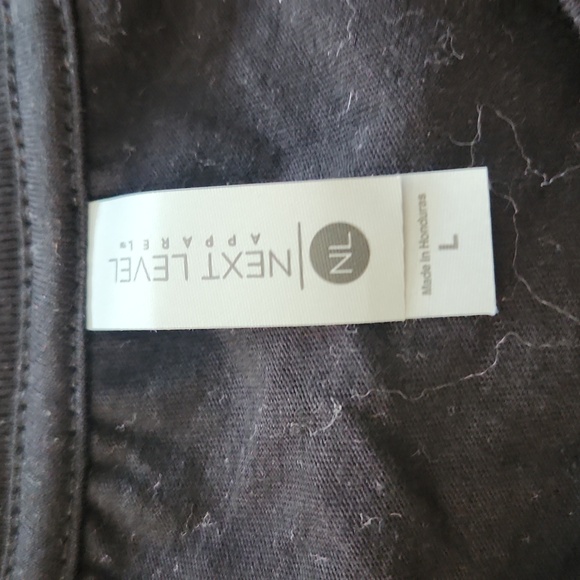 NL
NEXT LEVEL
APPAREL®
Made in Honduras
L